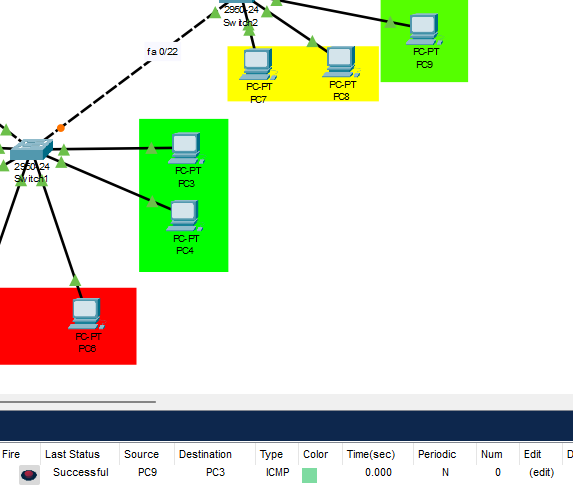 2950-24
Switch2
fa 0/22
PC-PT
PC9
PC-PT
PC7
PC-PT
PC8
2950-24
Switch1
PC-PT
PC3
PC-PT
PC4
PC-PT
PC6
Fire Last Status Source Destination Type Color Time(sec) Periodic Num Edit D
Successful PC9 PC3 ICMP 0.000 N 0 (edit)